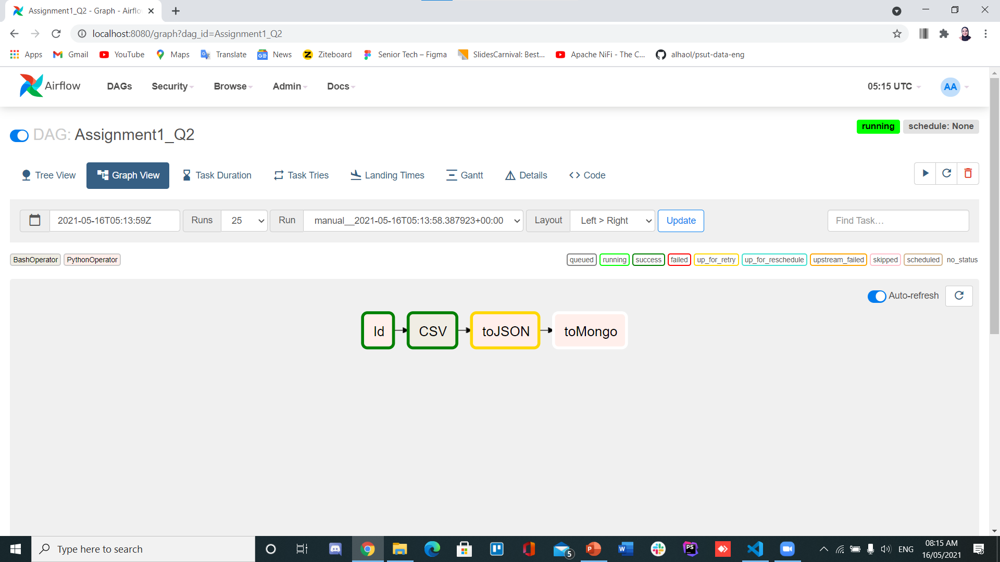 Assignment1_Q2 - Graph - Airflo
localhost:8080/graph?dag_id=Assignment1_Q2
Apps Gmail YouTube Maps Translate News Ziteboard Senior Tech – Figma SlidesCarnival: Best... Apache NiFi - The C... alhaol/psut-data-eng
Airflow DAGs Security Browse Admin Docs 05:15 UTC AA
DAG: Assignment1_Q2 running schedule: None
Tree View Graph View Task Duration Task Tries Landing Times Gantt Details Code
2021-05-16T05:13:59Z Runs 25 Run manual__2021-05-16T05:13:58.387923+00:00 Layout Left > Right Update Find Task…
BashOperator PythonOperator queued running success failed up_for_retry up_for_reschedule upstream_failed skipped scheduled no_status
Auto-refresh
Id CSV toJSON toMongo
Type here to search 5 ENG 08:15 AM
16/05/2021